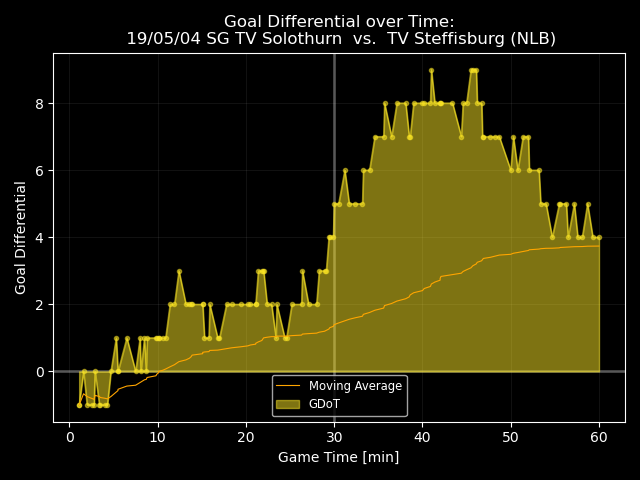 Goal Differential over Time:
19/05/04 SG TV Solothurn  vs.  TV Steffisburg (NLB)
Goal Differential
8
6
4
2
0
Moving Average
GDoT
0 10 20 30 40 50 60
Game Time [min]